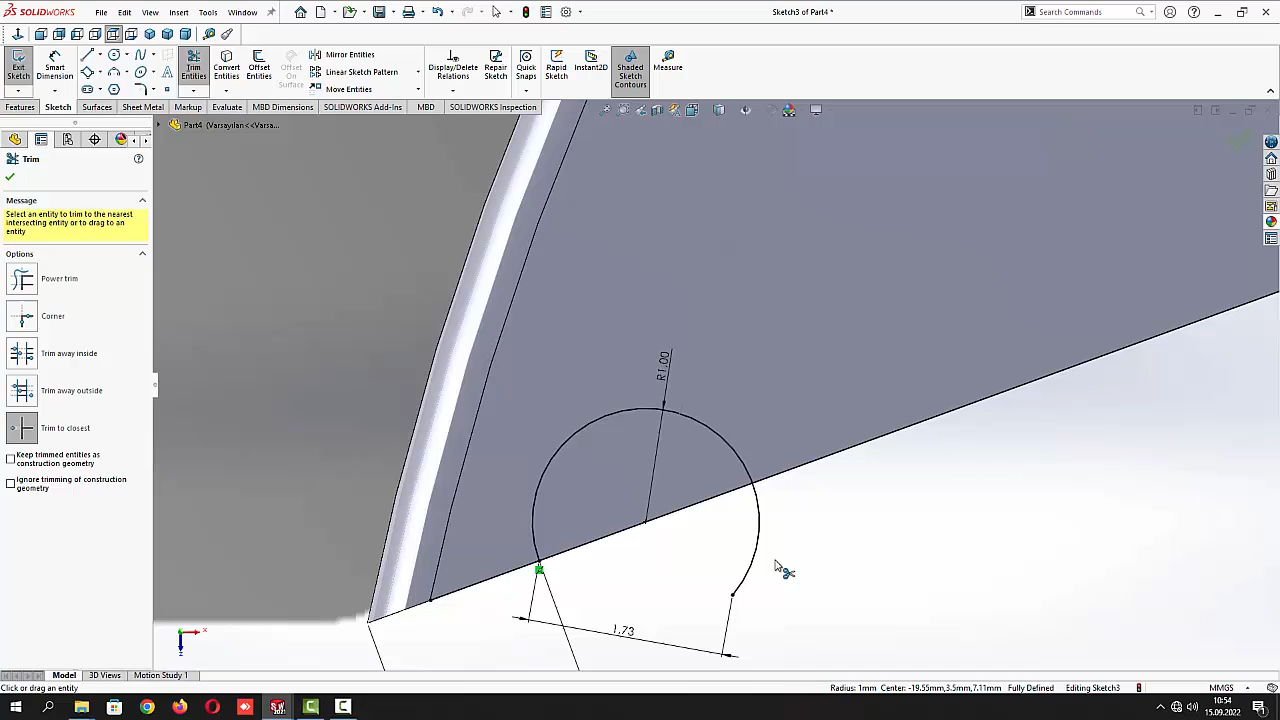 SOLIDWORKS File Edit View Insert Tools Window Sketch3 of Part4 * Search Commands
Exit Sketch
Smart Dimension
Trim Entities
Convert Entities
Offset Entities
Offset On Surface
Mirror Entities
Linear Sketch Pattern
Move Entities
Display/Delete Relations
Repair Sketch
Quick Snaps
Rapid Sketch
Instant2D
Shaded Sketch Contours
Measure
Features Sketch Surfaces Sheet Metal Markup Evaluate MBD Dimensions SOLIDWORKS Add-Ins MBD SOLIDWORKS Inspection
Part4 (Varsayılan<<Varsa...
Trim
Message
Select an entity to trim to the nearest
intersecting entity or to drag to an
entity
Options
Power trim
Corner
Trim away inside
Trim away outside
Trim to closest
Keep trimmed entities as
construction geometry
Ignore trimming of construction
geometry
R1.00
1.73
x
z
Model 3D Views Motion Study 1
Click or drag an entity Radius: 1mm Center: -19.55mm,3.5mm,7.11mm Fully Defined Editing Sketch3 MMGS
10:54
15.09.2022